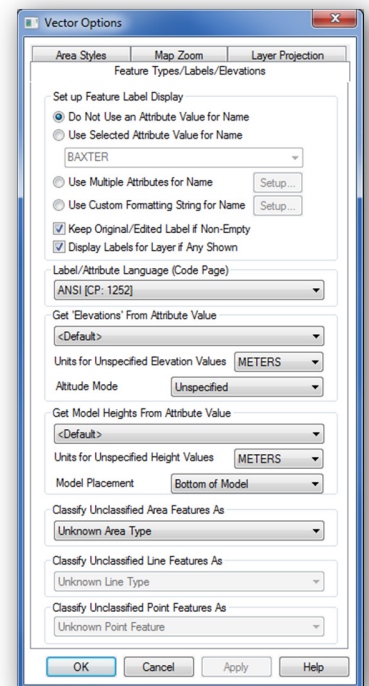 Vector Options
Area Styles Map Zoom Layer Projection
Feature Types/Labels/Elevations
Set up Feature Label Display
Do Not Use an Attribute Value for Name
Use Selected Attribute Value for Name
BAXTER
Use Multiple Attributes for Name Setup...
Use Custom Formatting String for Name Setup...
Keep Original/Edited Label if Non-Empty
Display Labels for Layer if Any Shown
Label/Attribute Language (Code Page)
ANSI [CP: 1252]
Get 'Elevations' From Attribute Value
<Default>
Units for Unspecified Elevation Values METERS
Altitude Mode Unspecified
Get Model Heights From Attribute Value
<Default>
Units for Unspecified Height Values METERS
Model Placement Bottom of Model
Classify Unclassified Area Features As
Unknown Area Type
Classify Unclassified Line Features As
Unknown Line Type
Classify Unclassified Point Features As
Unknown Point Feature
OK Cancel Apply Help